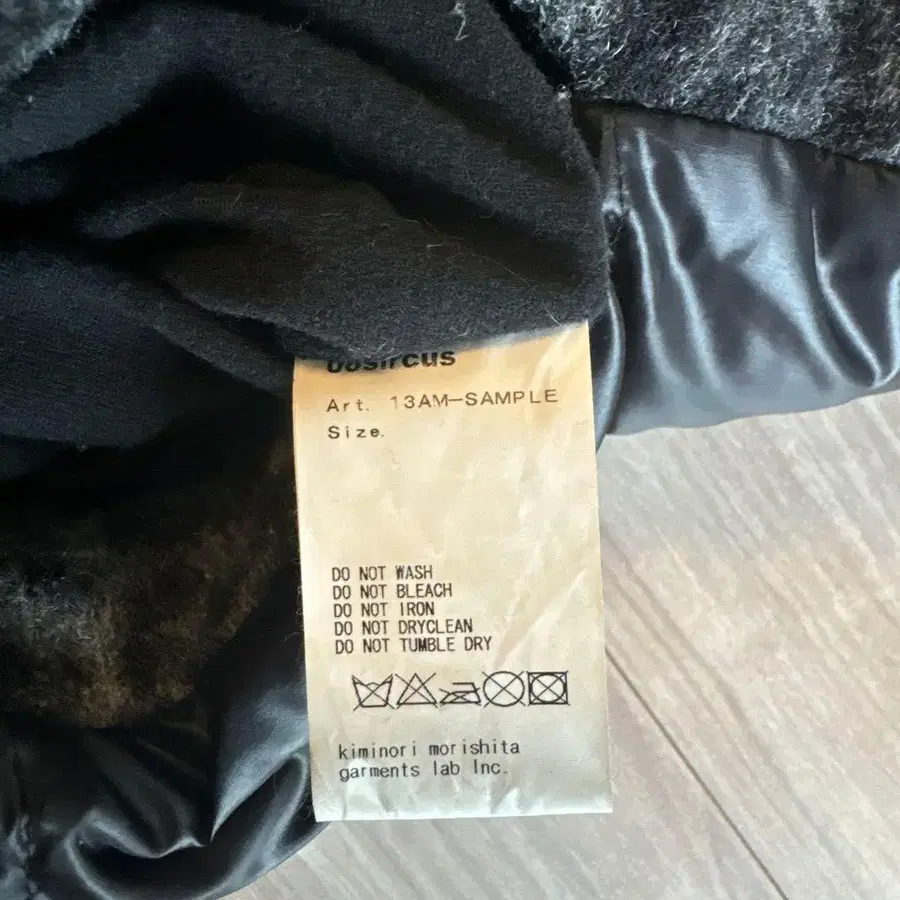 08sircus
Art. 13AM-SAMPLE
Size.
DO NOT WASH
DO NOT BLEACH
DO NOT IRON
DO NOT DRYCLEAN
DO NOT TUMBLE DRY
kiminori morishita
garments lab Inc.